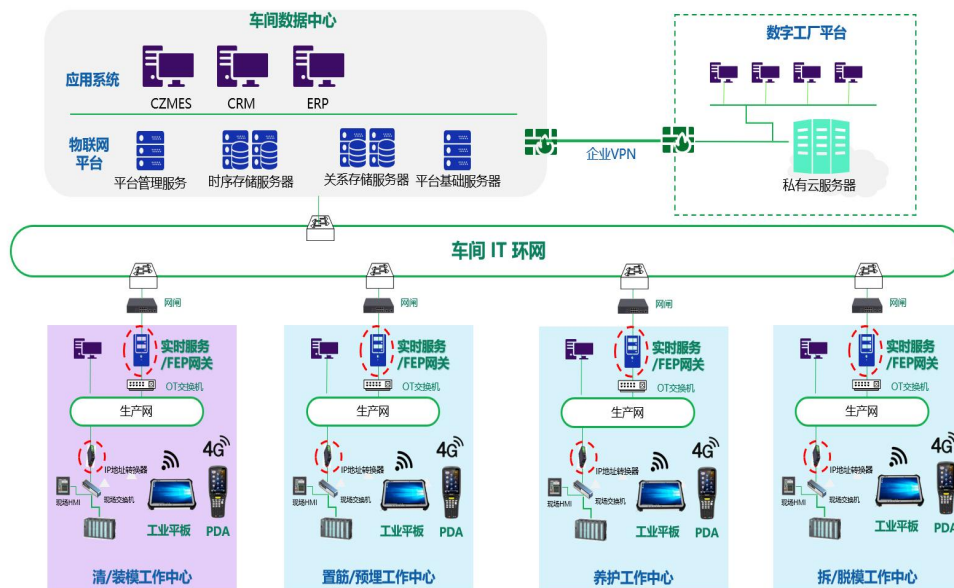 车间数据中心
数字工厂平台
应用系统
CZMES
CRM
ERP
物联网
平台
平台管理服务
时序存储服务器
关系存储服务器
平台基础服务器
企业VPN
私有云服务器
车间 IT 环网
网闸
网闸
网闸
网闸
实时服务
/FEP网关
OT交换机
生产网
IP地址转换器
4G
现场HMI
现场交换机
工业平板
PDA
清/装模工作中心
实时服务
/FEP网关
OT交换机
生产网
IP地址转换器
4G
现场HMI
现场交换机
工业平板
PDA
置筋/预埋工作中心
实时服务
/FEP网关
OT交换机
生产网
IP地址转换器
4G
现场HMI
现场交换机
工业平板
PDA
养护工作中心
实时服务
/FEP网关
OT交换机
生产网
IP地址转换器
4G
现场HMI
现场交换机
工业平板
PDA
拆/脱模工作中心